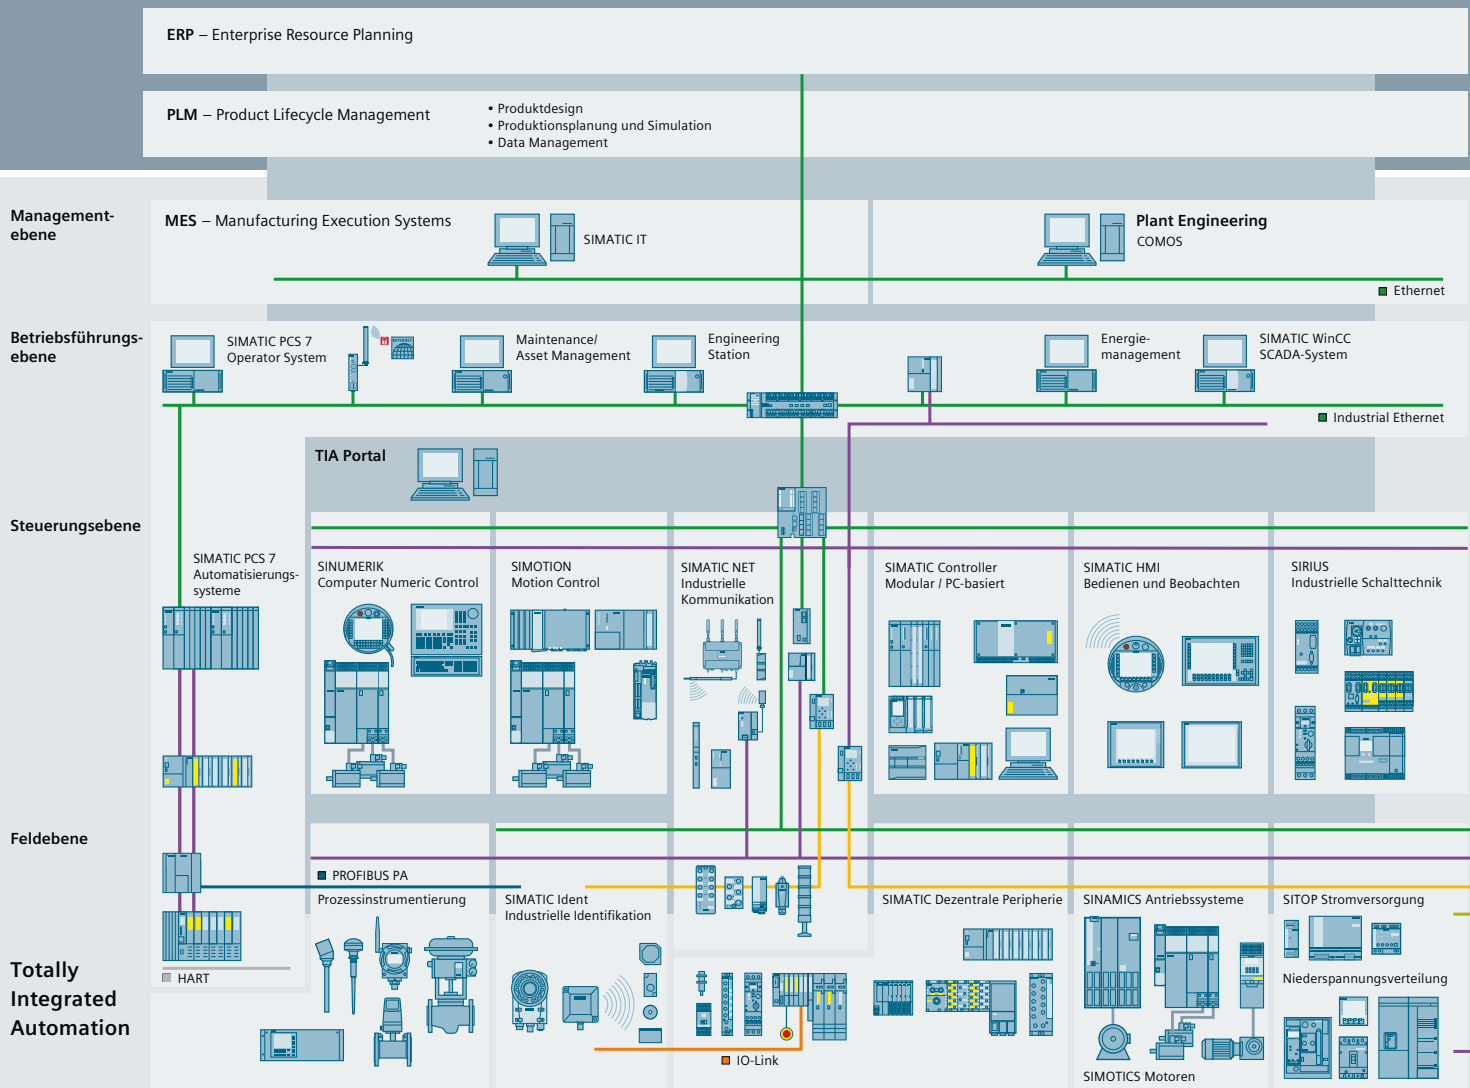 ERP – Enterprise Resource Planning
PLM – Product Lifecycle Management
• Produktdesign
• Produktionsplanung und Simulation
• Data Management
Management-
ebene
MES – Manufacturing Execution Systems
SIMATIC IT
Plant Engineering
COMOS
Ethernet
Betriebsführungs-
ebene
SIMATIC PCS 7
Operator System
Maintenance/
Asset Management
Engineering
Station
Energie-
management
SIMATIC WinCC
SCADA-System
Industrial Ethernet
TIA Portal
Steuerungsebene
SIMATIC PCS 7
Automatisierungs-
systeme
SINUMERIK
Computer Numeric Control
SIMOTION
Motion Control
SIMATIC NET
Industrielle
Kommunikation
SIMATIC Controller
Modular / PC-basiert
SIMATIC HMI
Bedienen und Beobachten
SIRIUS
Industrielle Schalttechnik
Feldebene
PROFIBUS PA
Prozessinstrumentierung
SIMATIC Ident
Industrielle Identifikation
SIMATIC Dezentrale Peripherie
SINAMICS Antriebssysteme
SITOP Stromversorgung
Niederspannungsverteilung
HART
Totally
Integrated
Automation
IO-Link
SIMOTICS Motoren